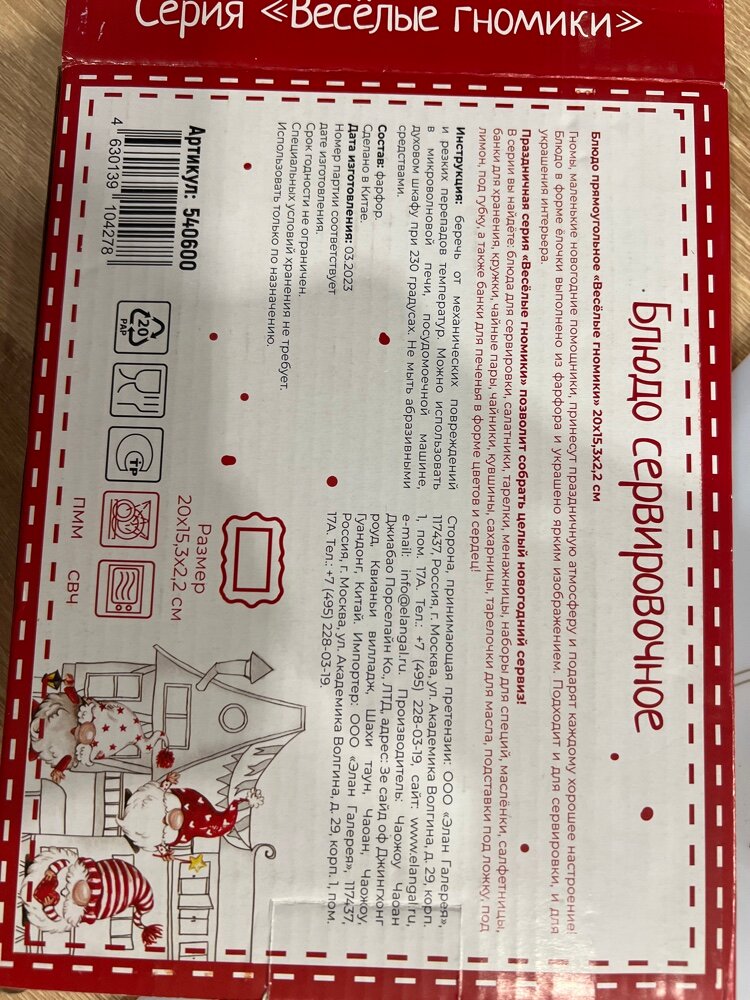 Серия «Весёлые гномики»
Блюдо сервировочное
Блюдо прямоугольное «Весёлые гномики» 20х15,3х2,2 см
Гномы, маленькие новогодние помощники, принесут праздничную атмосферу и подарят каждому хорошее настроение!
Блюдо в форме ёлочки выполнено из фарфора и украшено ярким изображением. Подходит и для сервировки, и для
украшения интерьера.
Праздничная серия «Весёлые гномики» позволит собрать целый новогодний сервиз!
В серии вы найдёте: блюда для сервировки, салатники, тарелки, менажницы, наборы для специй, маслёнки, салфетницы,
банки для хранения, кружки, чайные пары, чайники, кувшины, сахарницы, тарелочки для масла, подставки под ложку, под
лимон, под губку, а также банки для печенья в форме цветов и сердец!
Инструкция: беречь от механических повреждений
и резких перепадов температур. Можно использовать
в микроволновой печи, посудомоечной машине,
духовом шкафу при 230 градусах. Не мыть абразивными
средствами.
Состав: фарфор.
Сделано в Китае.
Дата изготовления: 03.2023
Номер партии соответствует
дате изготовления.
Срок годности не ограничен.
Специальных условий хранения не требует.
Использовать только по назначению.
Сторона, принимающая претензии: ООО «Элан Галерея»,
117437, Россия, г. Москва, ул. Академика Волгина, д. 29, корп.
1, пом. 17А. Тел.: +7 (495) 228-03-19, сайт: www.elangal.ru,
e-mail: info@elangal.ru. Производитель: Чаожоу Чаоан
Джиабао Порселайн Ко., ЛТД, адрес: Зе сайд оф Джингхонг
роуд, Квианьи вилладж, Шахи таун, Чаоан, Чаожоу,
Гуандонг, Китай. Импортер: ООО «Элан Галерея», 117437,
Россия, г. Москва, ул. Академика Волгина, д. 29, корп. 1, пом.
17А. Тел.: +7 (495) 228-03-19.
Артикул: 540600
4 630139 104278
20
PAP
ТР
ПММ
СВЧ
Размер
20х15,3х2,2 см